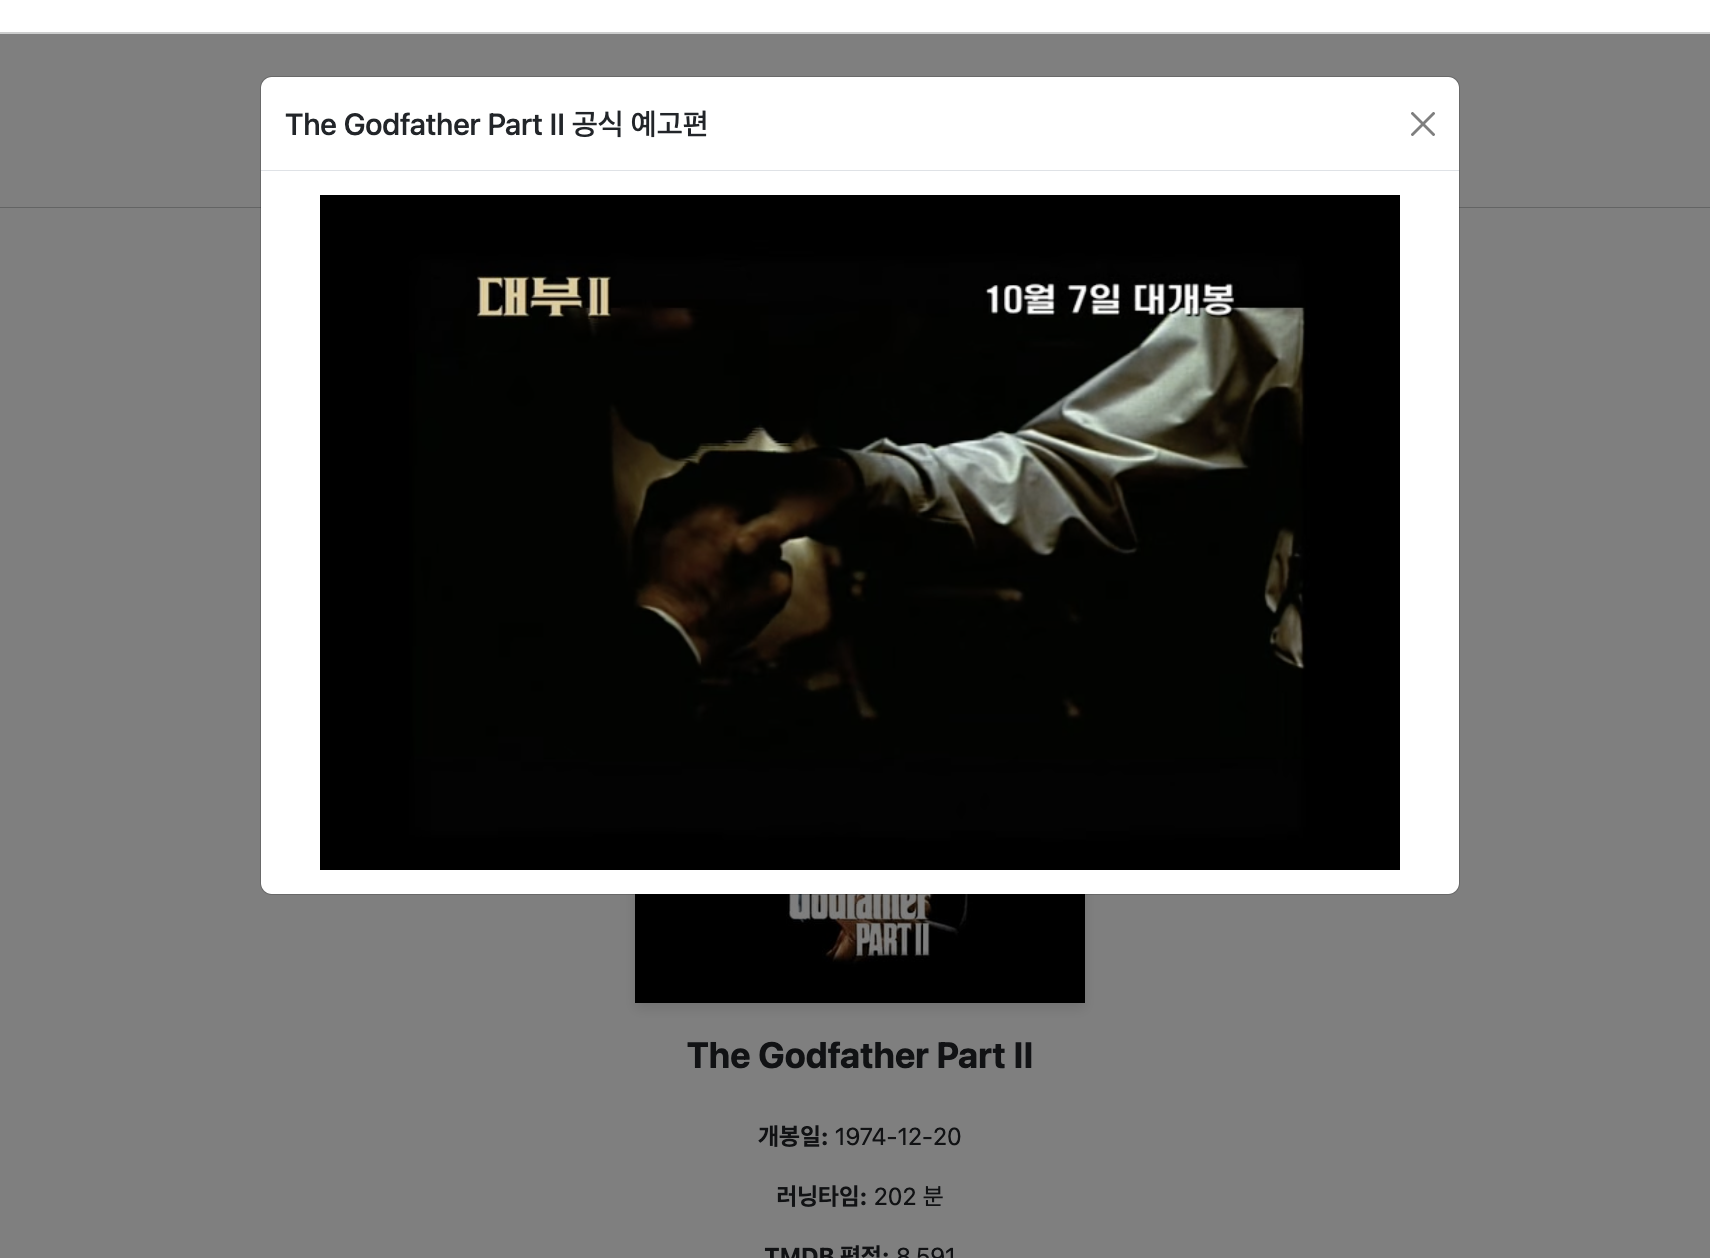 The Godfather Part II 공식 예고편
대부 II
10월 7일 대개봉
Godfather
PART II
The Godfather Part II
개봉일: 1974-12-20
러닝타임: 202 분
TMDB 평점: 8.591